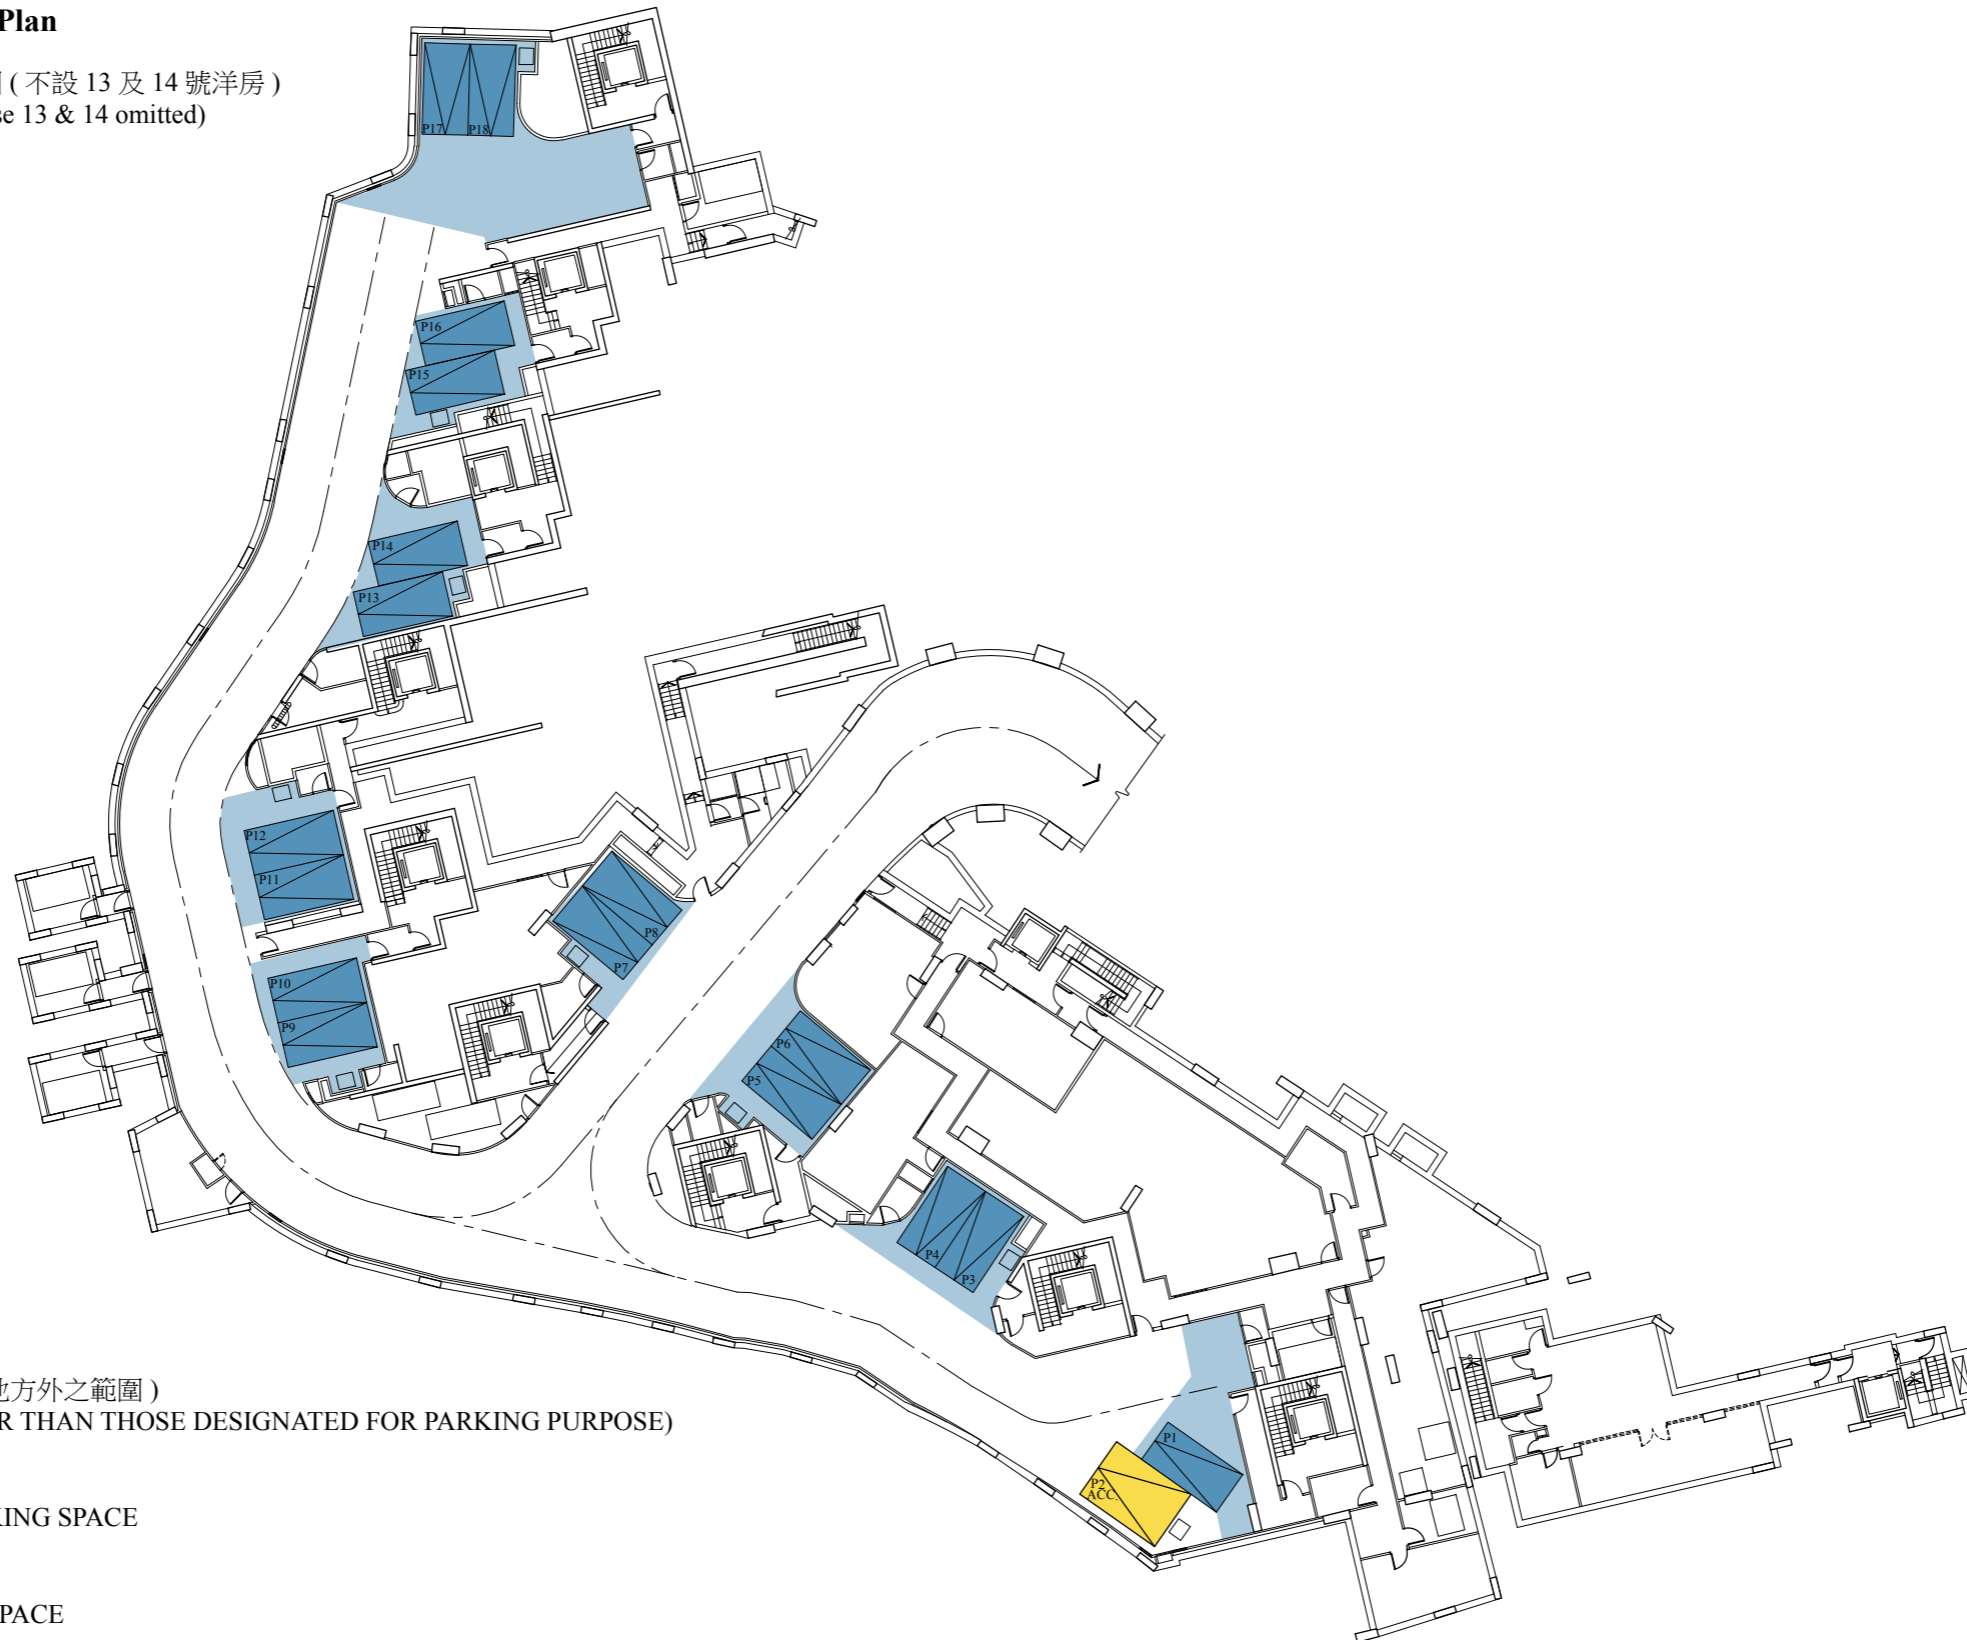 Plan
( 不設 13 及 14 號洋房 )
se 13 & 14 omitted)
P17
P18
P16
P15
P14
P13
P12
P11
P10
P9
P8
P7
P6
P5
P4
P3
P1
P2
ACC.
地方外之範圍 )
R THAN THOSE DESIGNATED FOR PARKING PURPOSE)
KING SPACE
SPACE